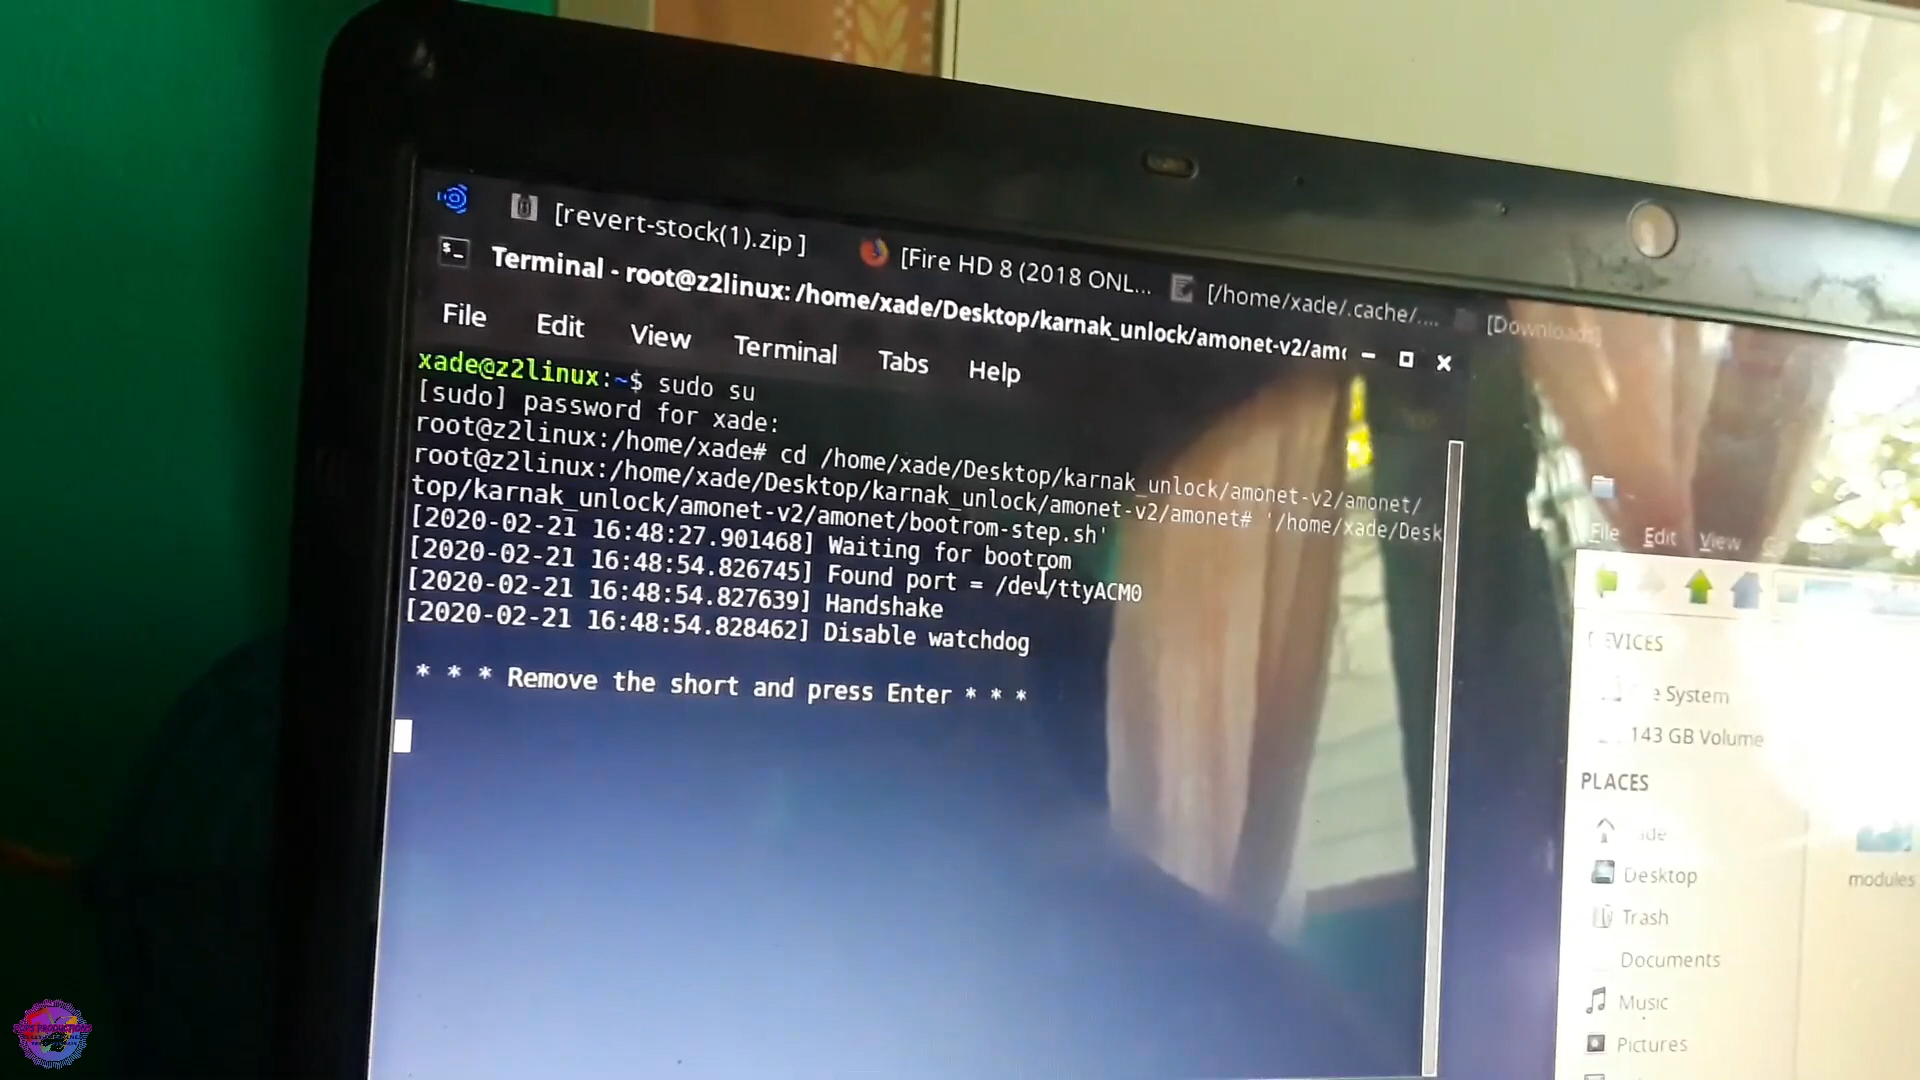 [revert-stock(1).zip ]
[Fire HD 8 (2018 ONL...
[/home/xade/.cache/....
[Downloads]
Terminal - root@z2linux: /home/xade/Desktop/karnak_unlock/amonet-v2/amo
File Edit View Terminal Tabs Help
xade@z2linux:~$ sudo su
[sudo] password for xade:
root@z2linux:/home/xade# cd /home/xade/Desktop/karnak_unlock/amonet-v2/amonet/
root@z2linux:/home/xade/Desktop/karnak_unlock/amonet-v2/amonet# '/home/xade/Desk
top/karnak_unlock/amonet-v2/amonet/bootrom-step.sh'
[2020-02-21 16:48:27.901468] Waiting for bootrom
[2020-02-21 16:48:54.826745] Found port = /dev/ttyACM0
[2020-02-21 16:48:54.827639] Handshake
[2020-02-21 16:48:54.828462] Disable watchdog
* * * Remove the short and press Enter * * *
File Edit View
DEVICES
System
143 GB Volume
PLACES
Desktop
Trash
Documents
Music
Pictures
modules